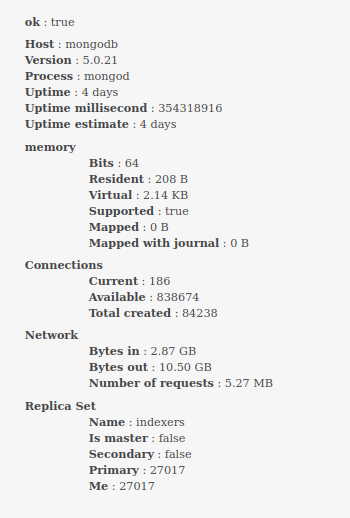 ok : true
Host : mongodb
Version : 5.0.21
Process : mongod
Uptime : 4 days
Uptime millisecond : 354318916
Uptime estimate : 4 days
memory
Bits : 64
Resident : 208 B
Virtual : 2.14 KB
Supported : true
Mapped : 0 B
Mapped with journal : 0 B
Connections
Current : 186
Available : 838674
Total created : 84238
Network
Bytes in : 2.87 GB
Bytes out : 10.50 GB
Number of requests : 5.27 MB
Replica Set
Name : indexers
Is master : false
Secondary : false
Primary : 27017
Me : 27017